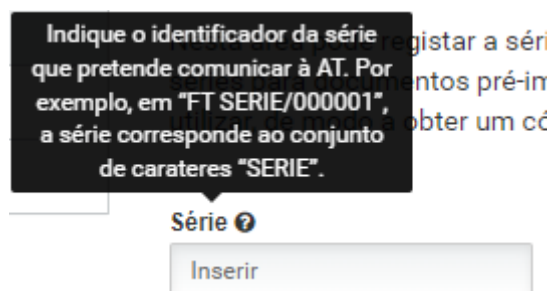 Indique o identificador da série
que pretende comunicar à AT. Por
exemplo, em “FT SERIE/000001”,
a série corresponde ao conjunto
de carateres “SERIE”.
registar a séri
ntos pré-im
obter um có
Série
Inserir